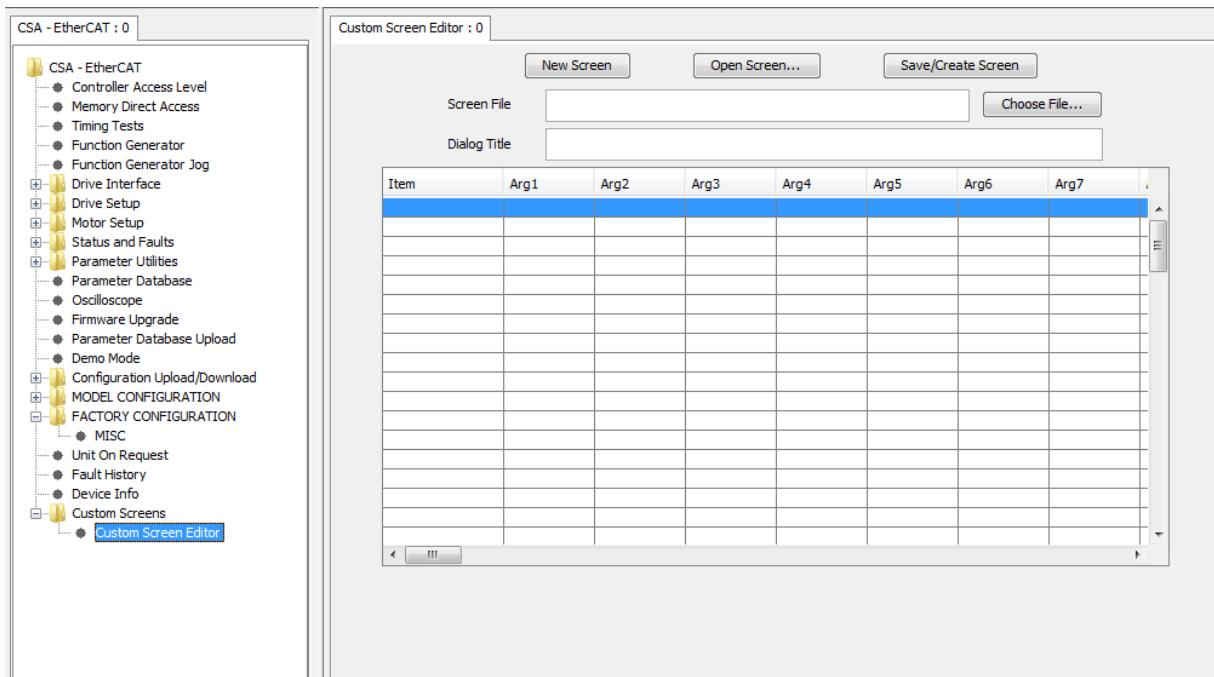 CSA - EtherCAT : 0
CSA - EtherCAT
Controller Access Level
Memory Direct Access
Timing Tests
Function Generator
Function Generator Jog
Drive Interface
Drive Setup
Motor Setup
Status and Faults
Parameter Utilities
Parameter Database
Oscilloscope
Firmware Upgrade
Parameter Database Upload
Demo Mode
Configuration Upload/Download
MODEL CONFIGURATION
FACTORY CONFIGURATION
MISC
Unit On Request
Fault History
Device Info
Custom Screens
Custom Screen Editor
Custom Screen Editor : 0
New Screen Open Screen... Save/Create Screen
Screen File Choose File...
Dialog Title
Item Arg1 Arg2 Arg3 Arg4 Arg5 Arg6 Arg7